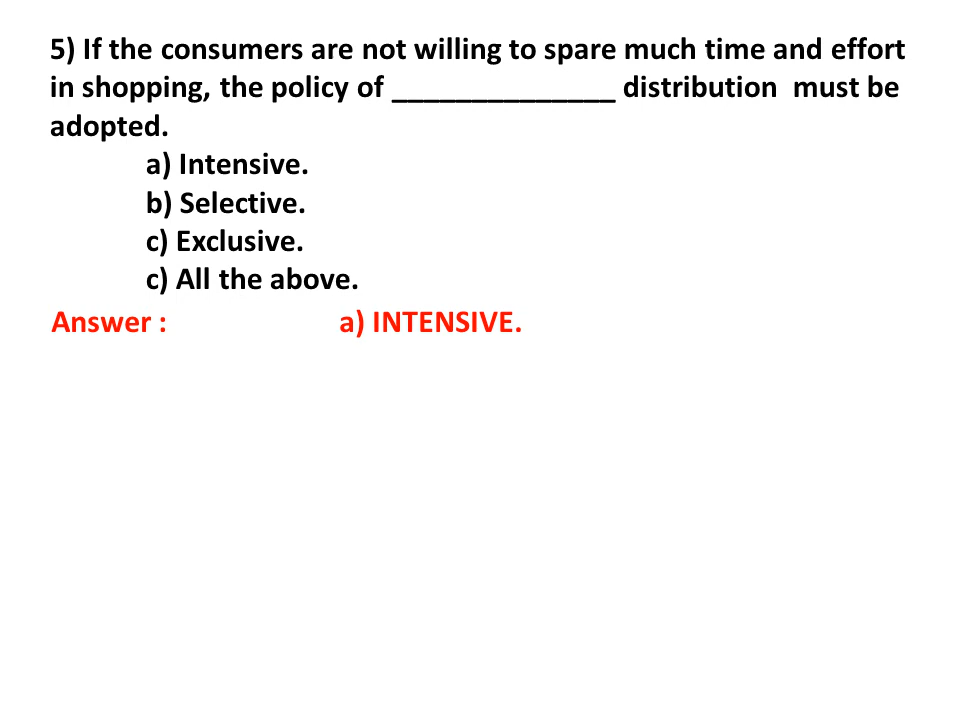 5) If the consumers are not willing to spare much time and effort
in shopping, the policy of ______________ distribution  must be
adopted.
a) Intensive.
b) Selective.
c) Exclusive.
c) All the above.
Answer : a) INTENSIVE.